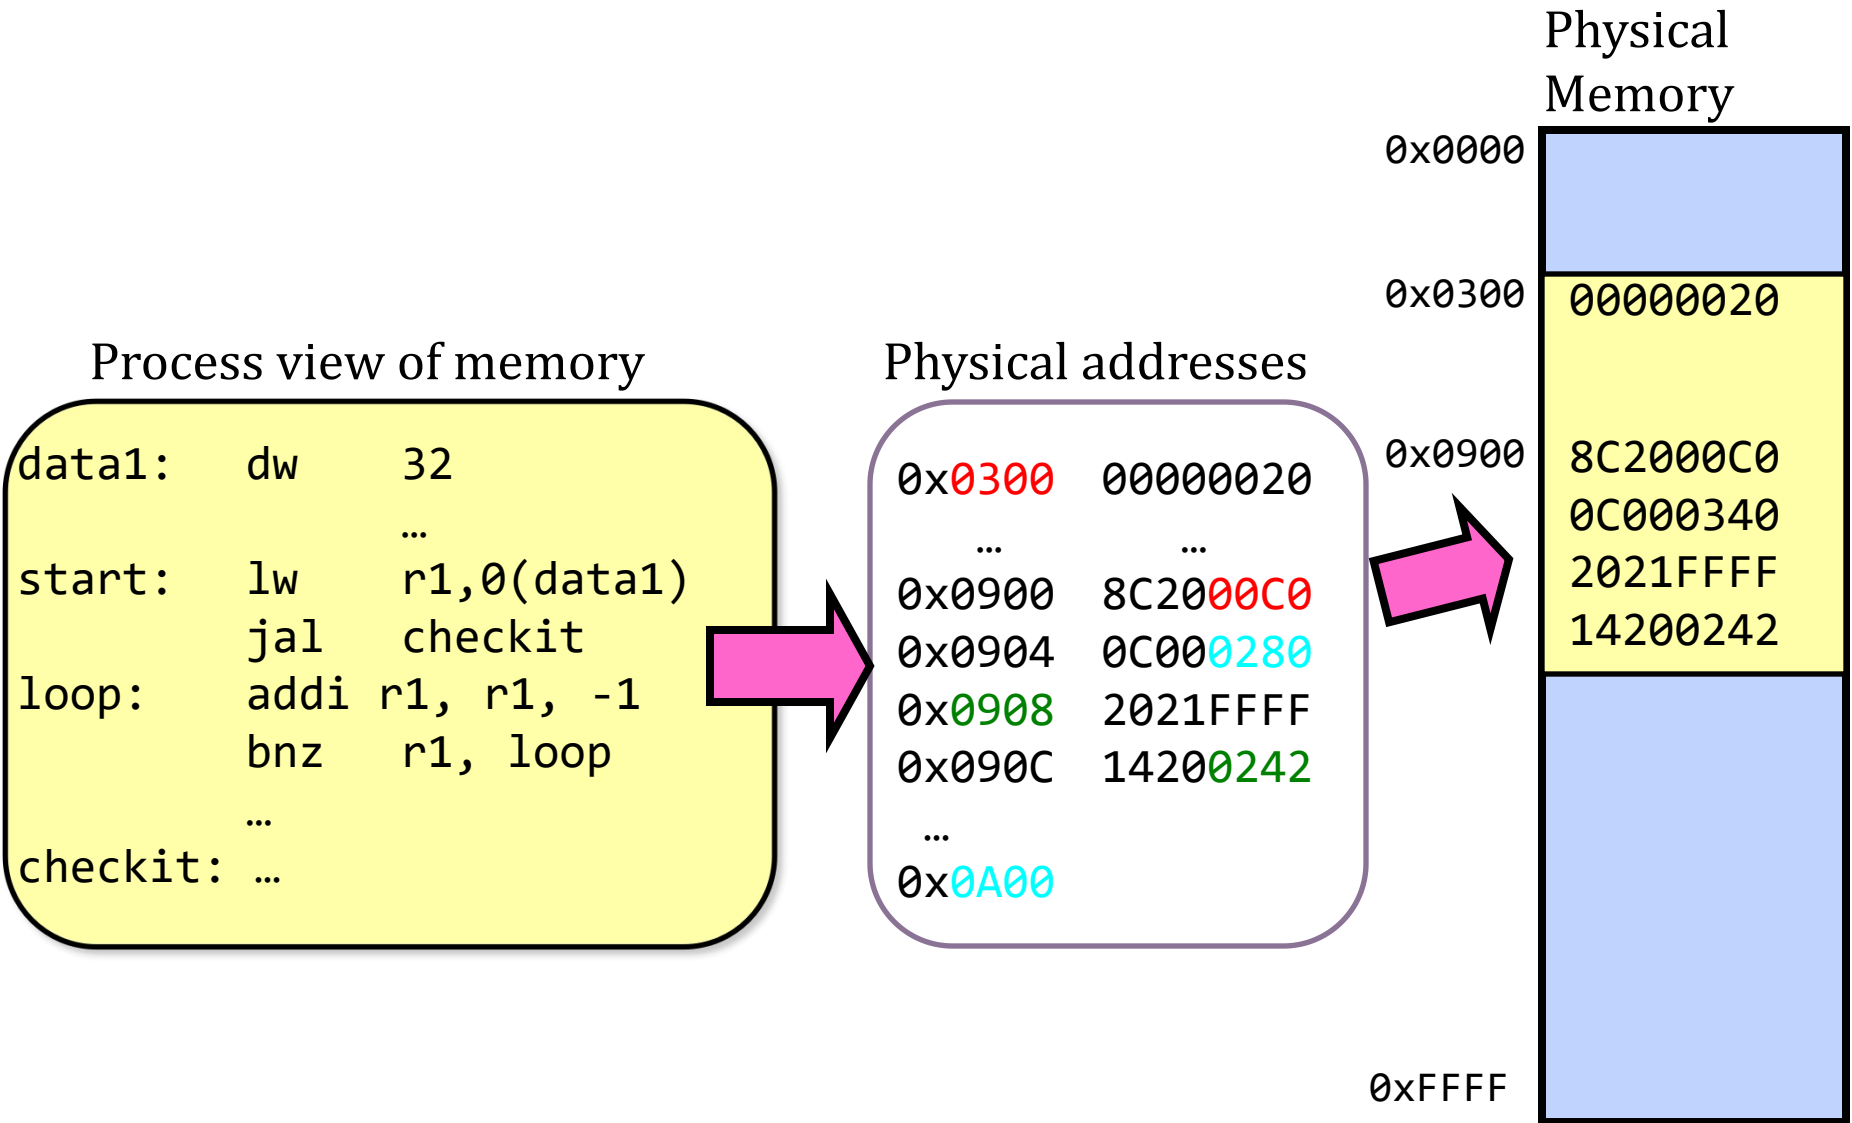 Physical
Memory
0x0000
0x0300
00000020
0x0900
8C2000C0
0C000340
2021FFFF
14200242
0xFFFF
Process view of memory
data1: dw 32
…
start: lw r1,0(data1)
jal checkit
loop: addi r1, r1, -1
bnz r1, loop
…
checkit: …
Physical addresses
0x0300 00000020
… …
0x0900 8C2000C0
0x0904 0C000280
0x0908 2021FFFF
0x090C 14200242
…
0x0A00